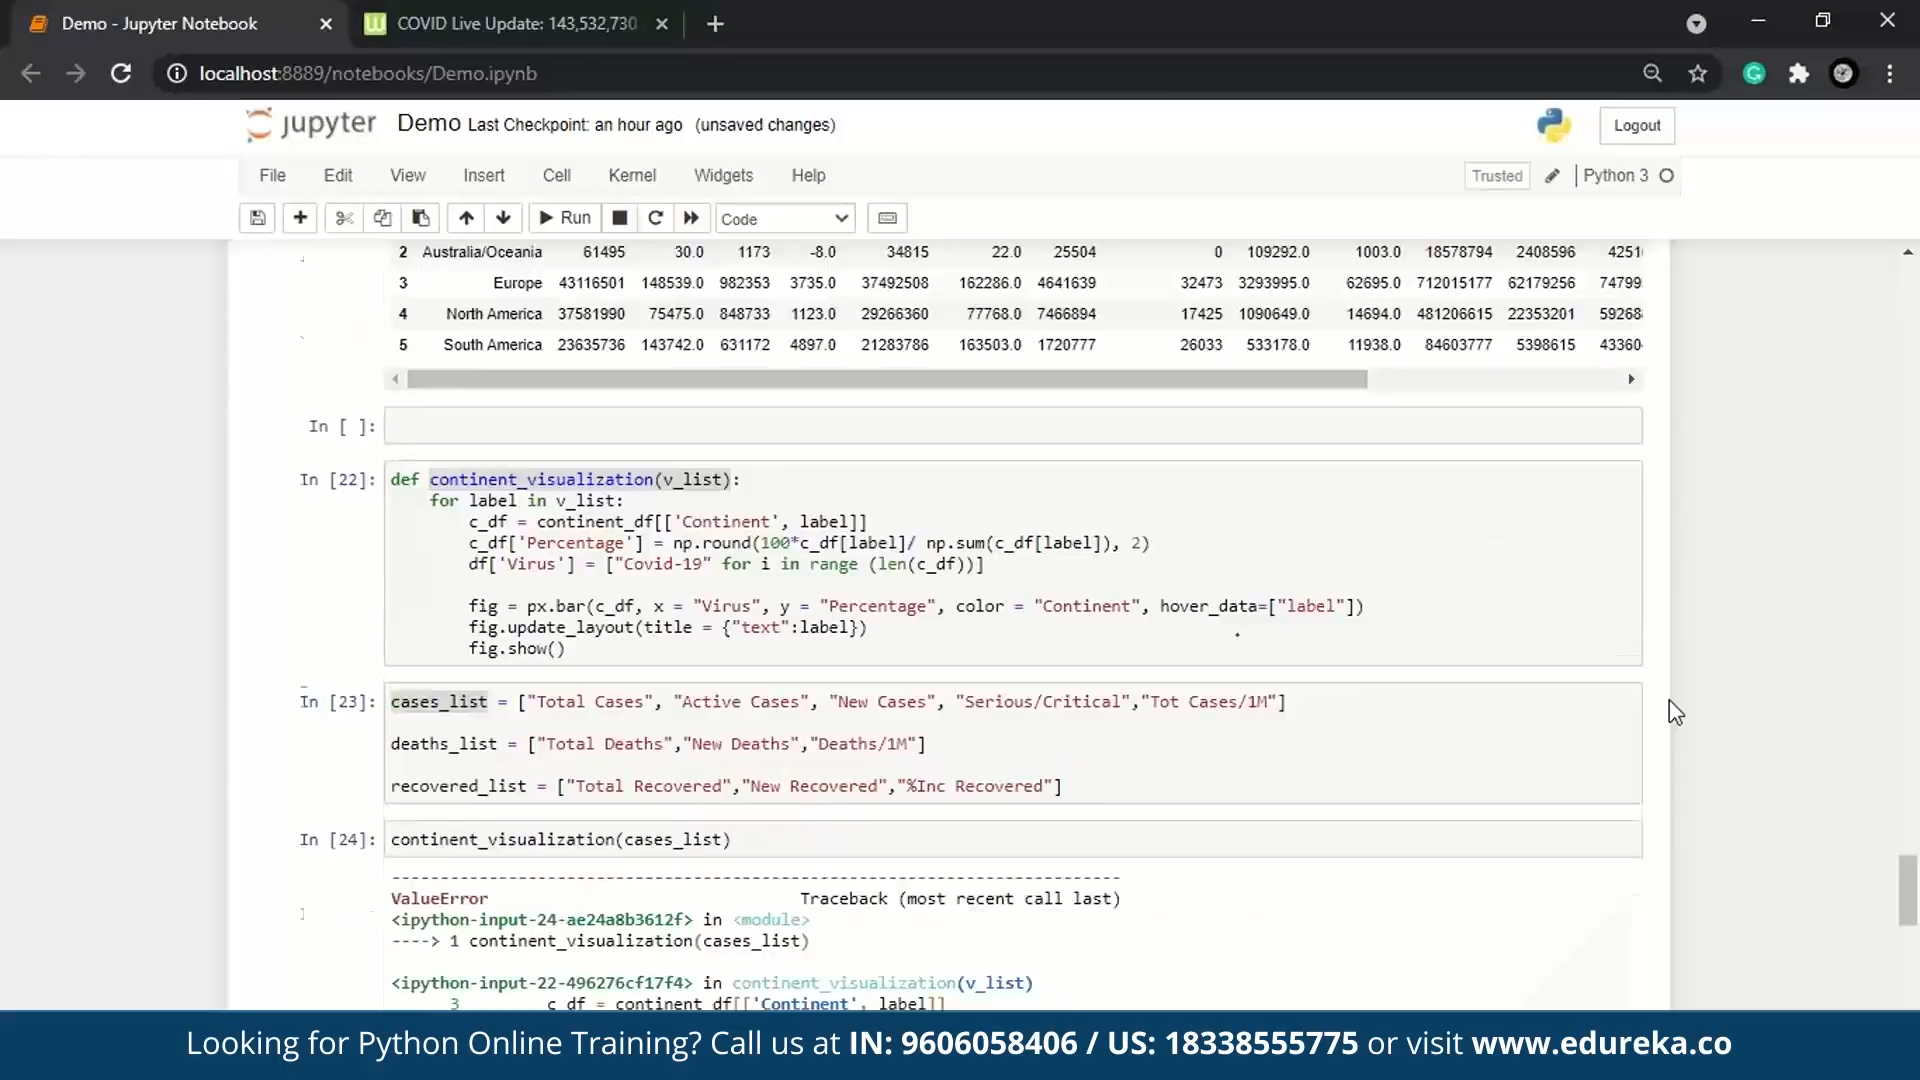 Demo - Jupyter Notebook
COVID Live Update: 143,532,730
localhost:8889/notebooks/Demo.ipynb
jupyter Demo Last Checkpoint: an hour ago (unsaved changes)
Logout
File Edit View Insert Cell Kernel Widgets Help
Trusted Python 3
Run Code
2 Australia/Oceania 61495 30.0 1173 -8.0 34815 22.0 25504 0 109292.0 1003.0 18578794 2408596 4251
3 Europe 43116501 148539.0 982353 3735.0 37492508 162286.0 4641639 32473 3293995.0 62695.0 712015177 62179256 74799
4 North America 37581990 75475.0 848733 1123.0 29266360 77768.0 7466894 17425 1090649.0 14694.0 481206615 22353201 5926
5 South America 23635736 143742.0 631172 4897.0 21283786 163503.0 1720777 26033 533178.0 11938.0 84603777 5398615 43360
In [ ]:
In [22]: def continent_visualization(v_list):
for label in v_list:
c_df = continent_df[['Continent', label]]
c_df['Percentage'] = np.round(100*c_df[label]/ np.sum(c_df[label]), 2)
df['Virus'] = ["Covid-19" for i in range (len(c_df))]
fig = px.bar(c_df, x = "Virus", y = "Percentage", color = "Continent", hover_data=["label"])
fig.update_layout(title = {"text":label})
fig.show()
In [23]: cases_list = ["Total Cases", "Active Cases", "New Cases", "Serious/Critical","Tot Cases/1M"]
deaths_list = ["Total Deaths","New Deaths","Deaths/1M"]
recovered_list = ["Total Recovered","New Recovered","%Inc Recovered"]
In [24]: continent_visualization(cases_list)
---------------------------------------------------------------------------
ValueError Traceback (most recent call last)
<ipython-input-24-ae24a8b3612f> in <module>
----> 1 continent_visualization(cases_list)
<ipython-input-22-496276cf17f4> in continent_visualization(v_list)
3 c_df = continent_df[['Continent', label]]
Looking for Python Online Training? Call us at IN: 9606058406 / US: 18338555775 or visit www.edureka.co